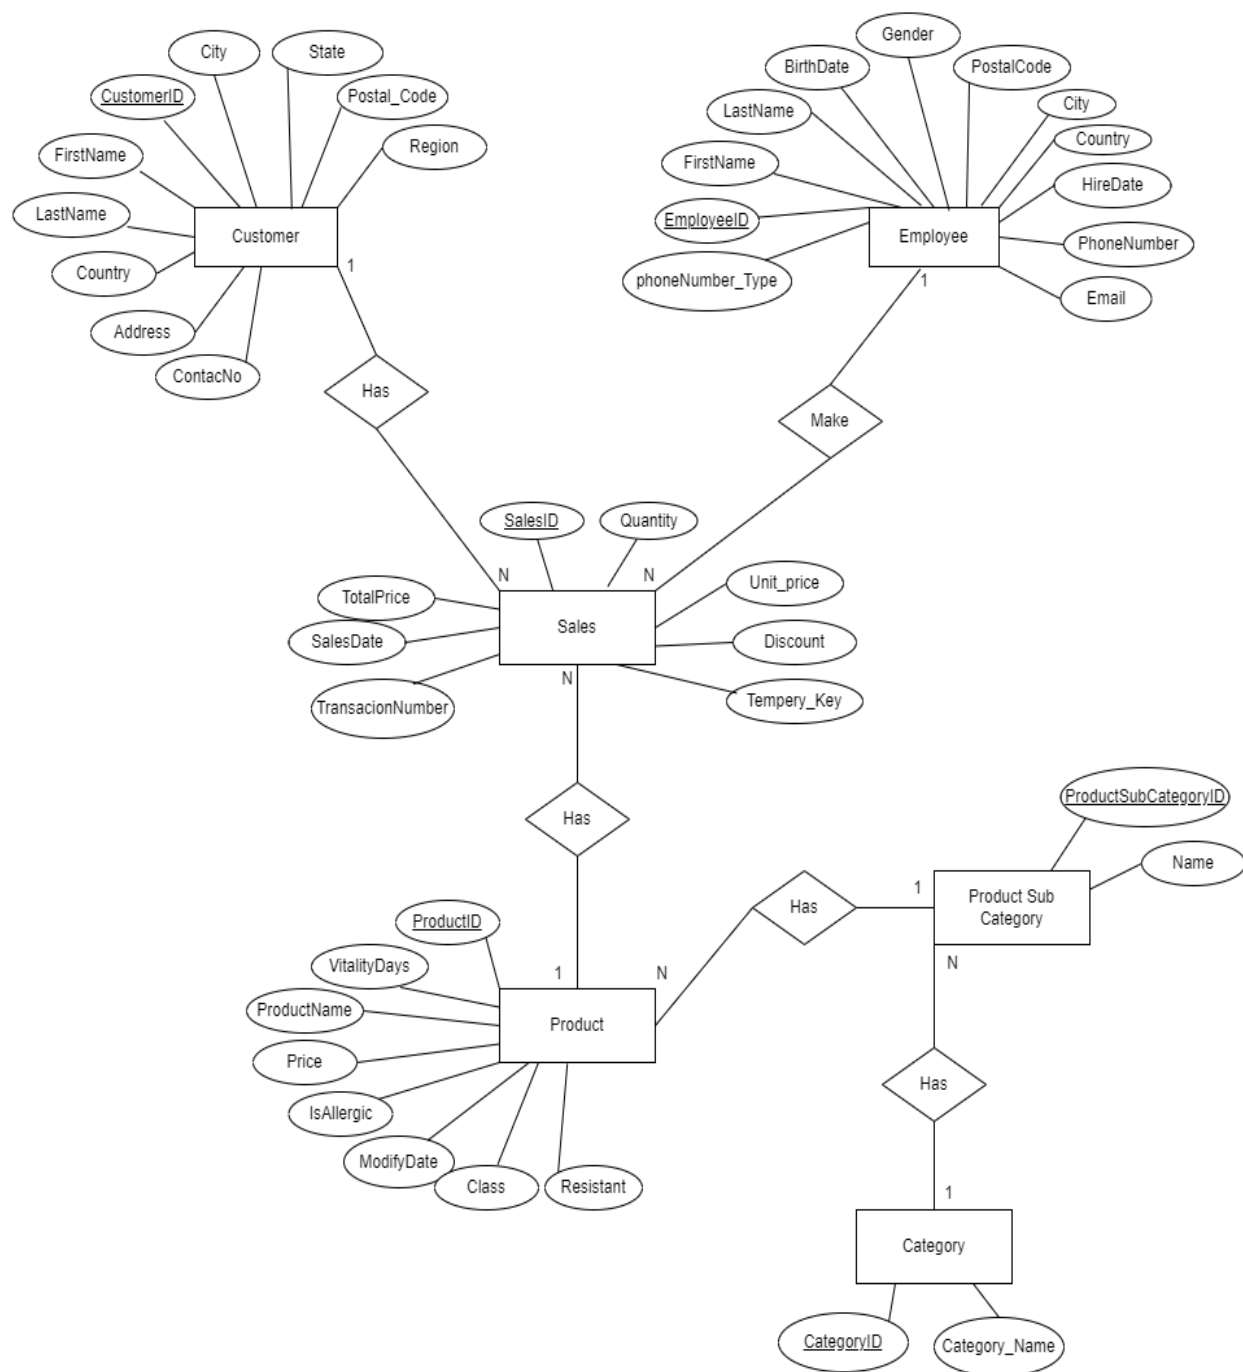 City
State
CustomerID
Postal_Code
FirstName
Region
LastName
Customer
Country
1
Address
ContacNo
Has
Gender
BirthDate
PostalCode
LastName
City
FirstName
Country
HireDate
EmployeeID
Employee
PhoneNumber
phoneNumber_Type
1
Email
Make
SalesID
Quantity
N
N
Unit_price
TotalPrice
Sales
SalesDate
Discount
N
Tempery_Key
TransacionNumber
Has
ProductSubCategoryID
Name
1
Product Sub
Category
Has
ProductID
N
N
VitalityDays
1
ProductName
Product
Price
IsAllergic
ModifyDate
Class
Resistant
Has
1
Category
CategoryID
Category_Name